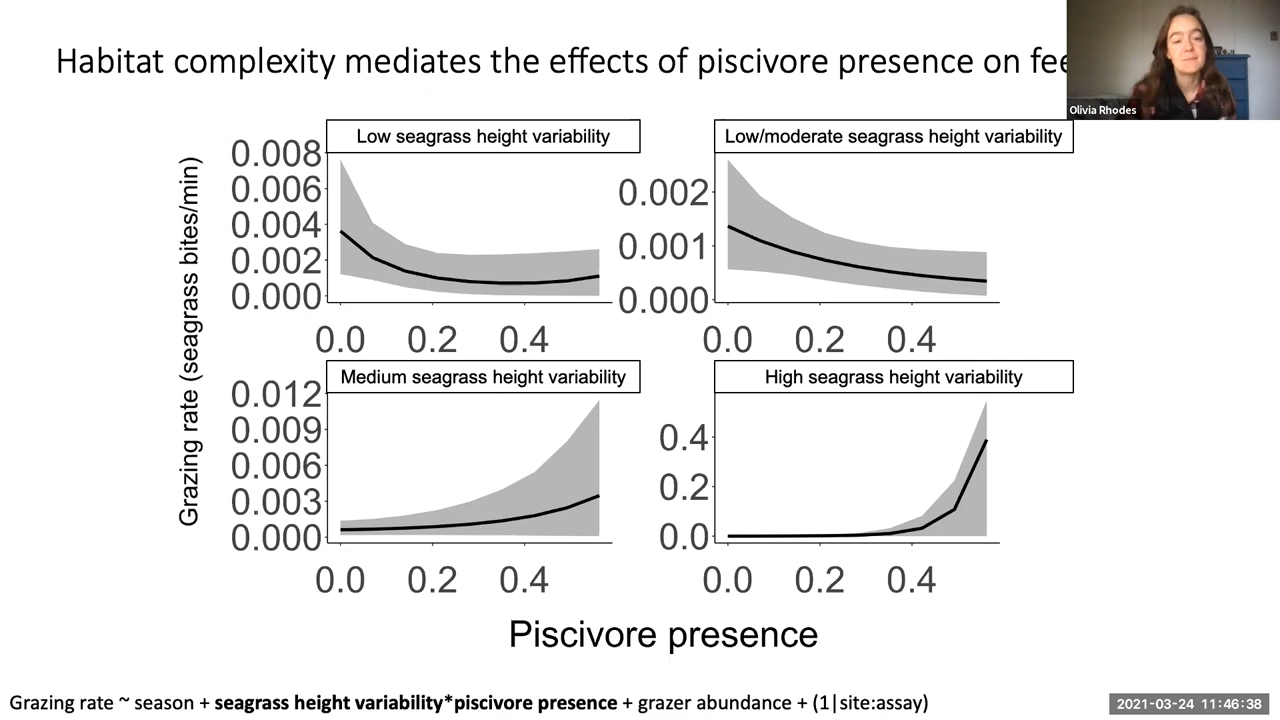 Habitat complexity mediates the effects of piscivore presence on
Olivia Rhodes
Low seagrass height variability
Low/moderate seagrass height variability
Grazing rate (seagrass bites/min)
0.008
0.006
0.004
0.002
0.000
0.0 0.2 0.4
0.002
0.001
0.000
0.0 0.2 0.4
Medium seagrass height variability
High seagrass height variability
0.012
0.009
0.006
0.003
0.000
0.0 0.2 0.4
0.4
0.2
0.0
0.0 0.2 0.4
Piscivore presence
Grazing rate ~ season + seagrass height variability*piscivore presence + grazer abundance + (1|site:assay)
2021-03-24 11:46:38